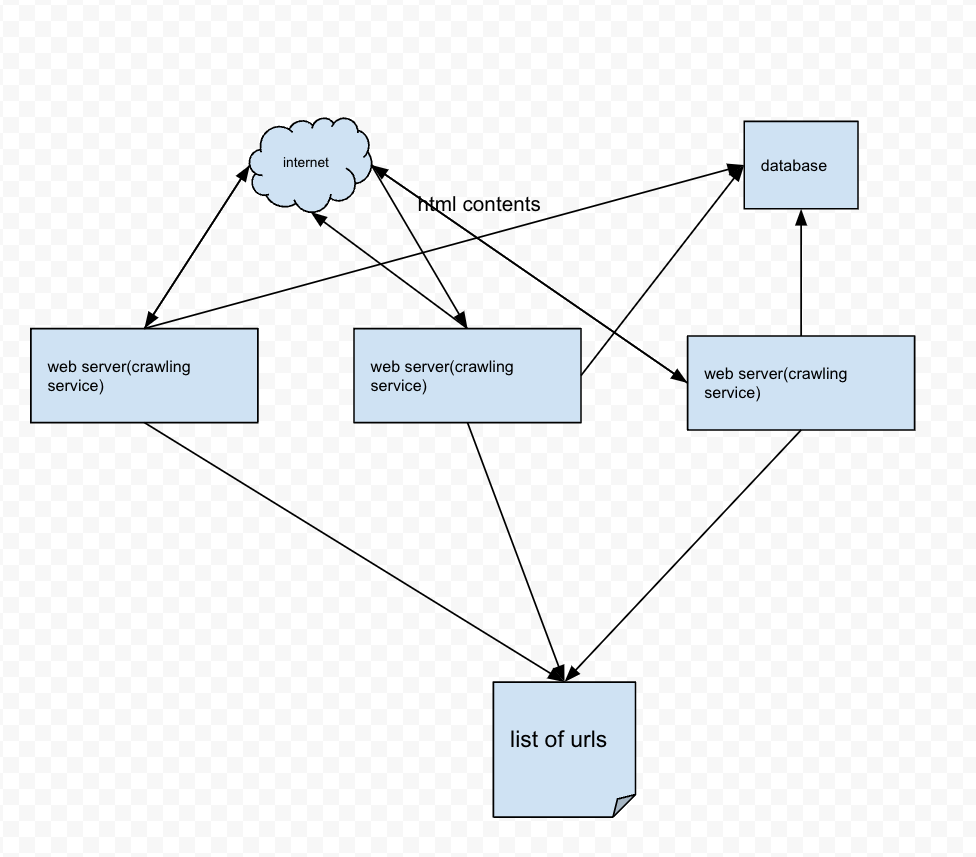 internet
database
html contents
web server(crawling
service)
web server(crawling
service)
web server(crawling
service)
list of urls